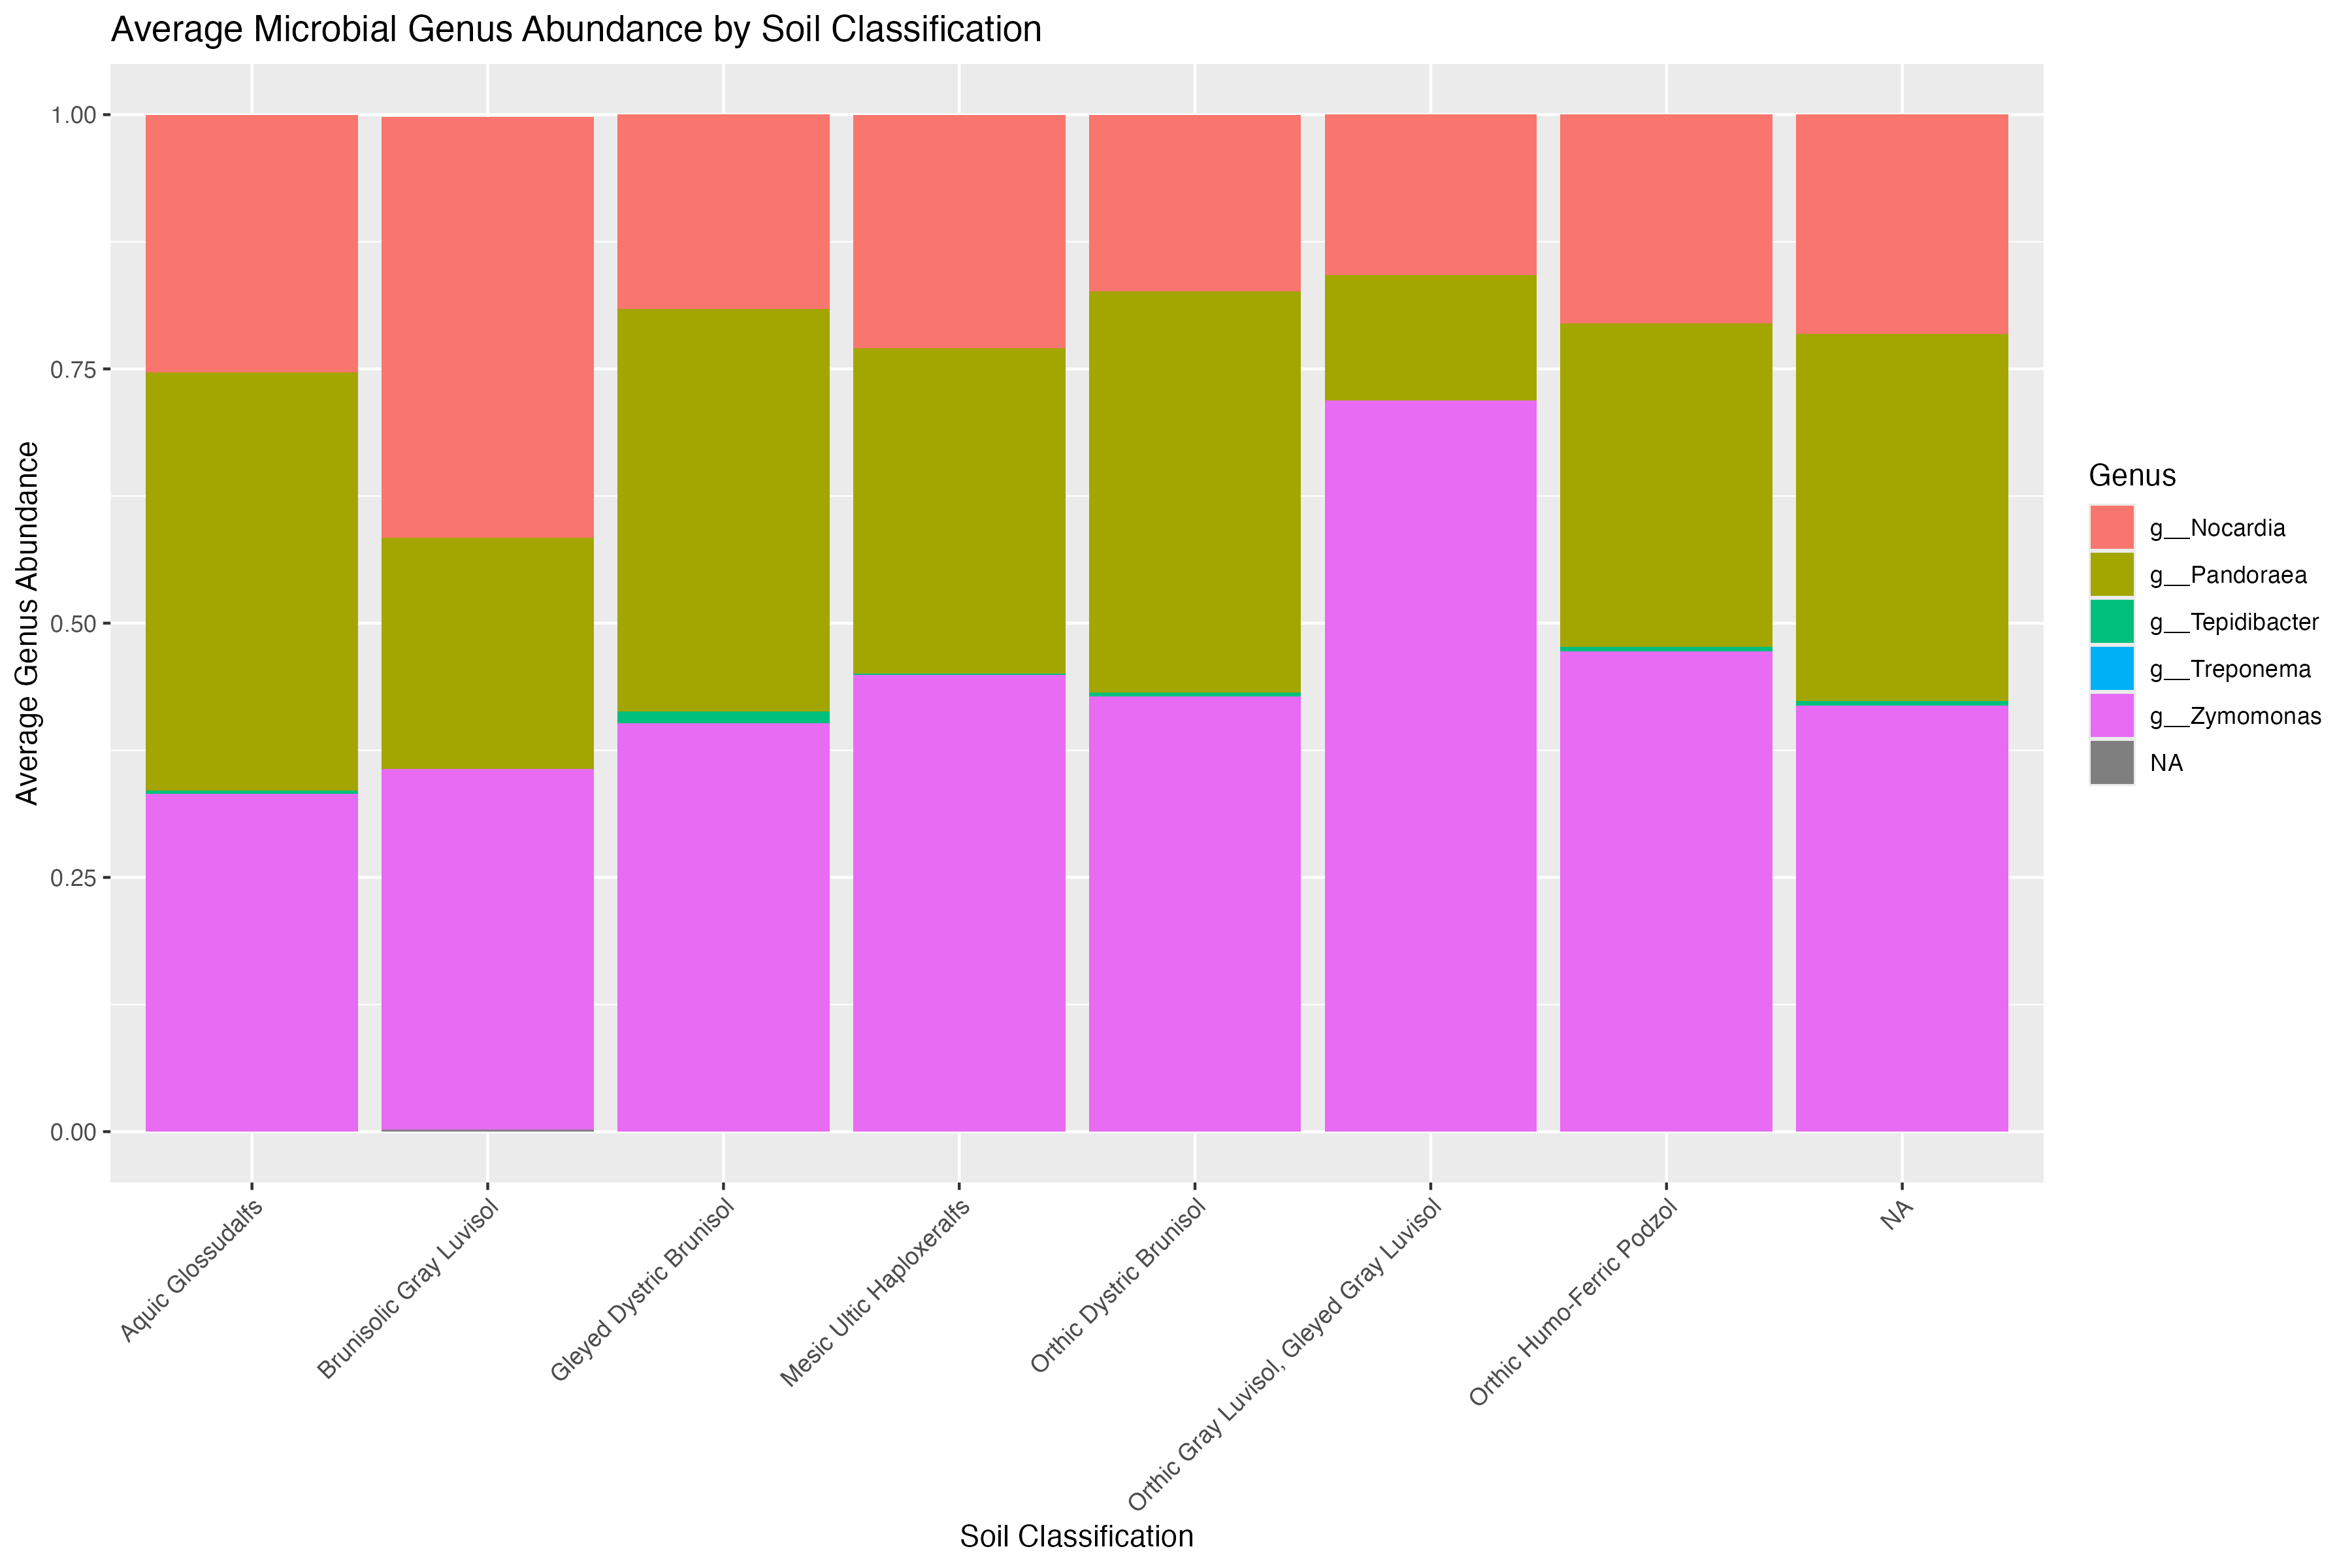 Average Microbial Genus Abundance by Soil Classification
Average Genus Abundance
1.00
0.75
0.50
0.25
0.00
Aquic Glossudalfs
Brunisolic Gray Luvisol
Gleyed Dystric Brunisol
Mesic Ultic Haploxeralfs
Orthic Dystric Brunisol
Orthic Gray Luvisol, Gleyed Gray Luvisol
Orthic Humo-Ferric Podzol
NA
Soil Classification
Genus
g__Nocardia
g__Pandoraea
g__Tepidibacter
g__Treponema
g__Zymomonas
NA